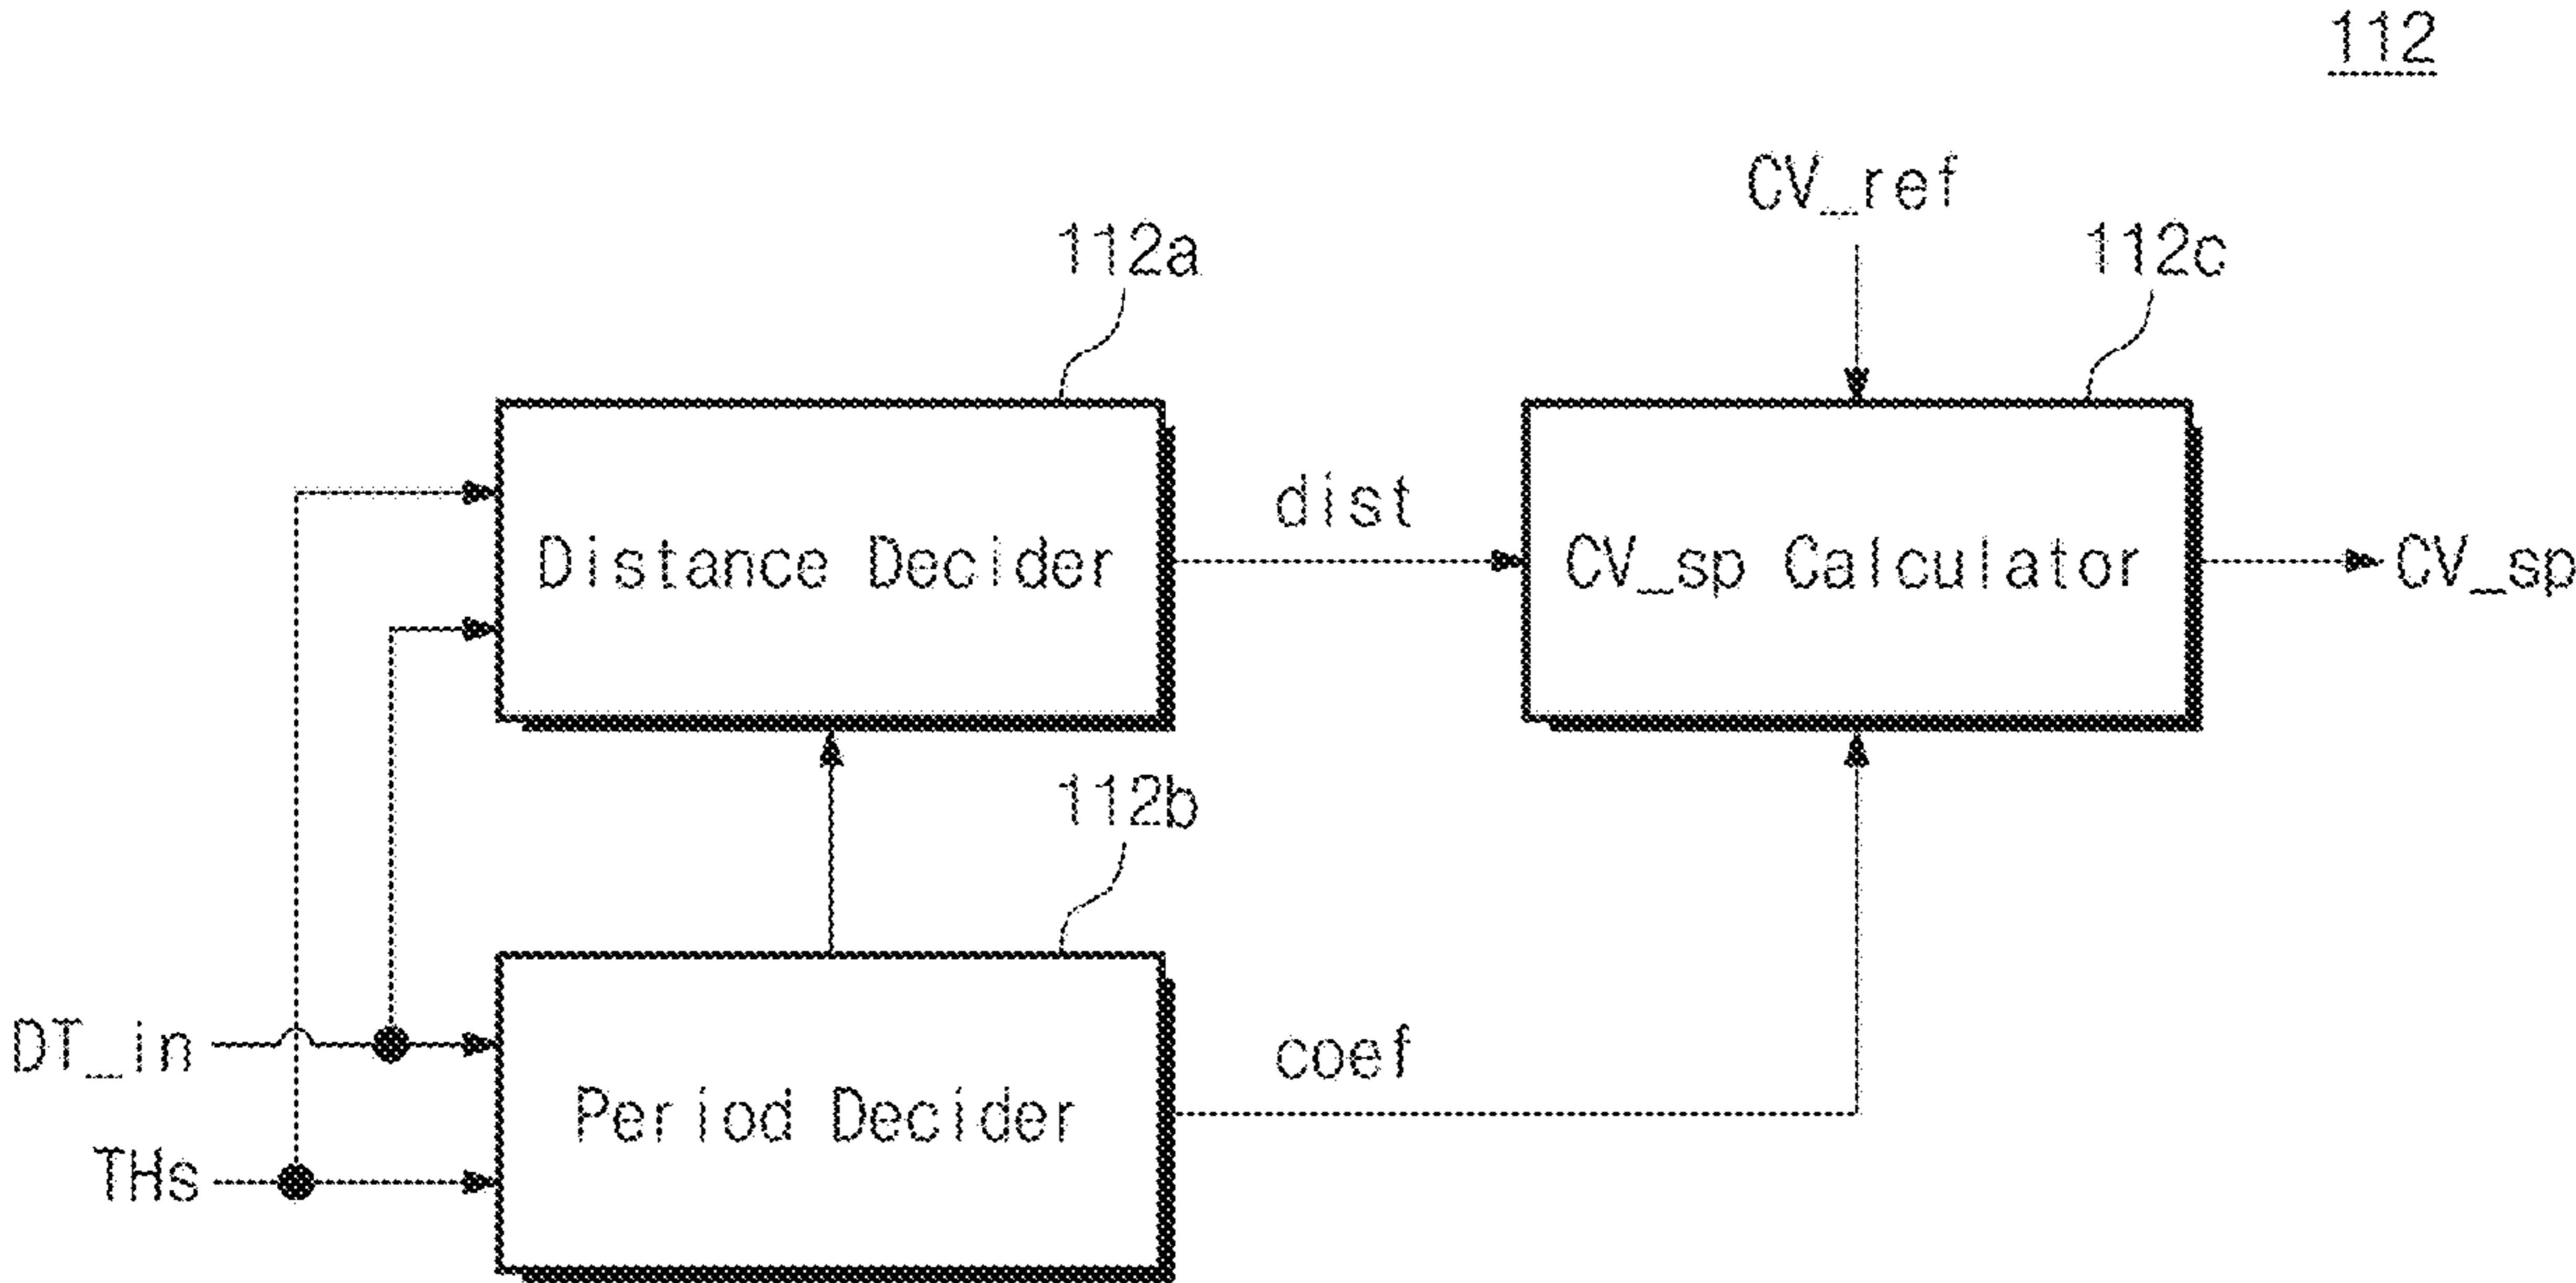 112
CV_ref
112a
112c
dist
Distance Decider
CV_sp Calculator
CV_sp
112b
DT_in
coef
Period Decider
THs